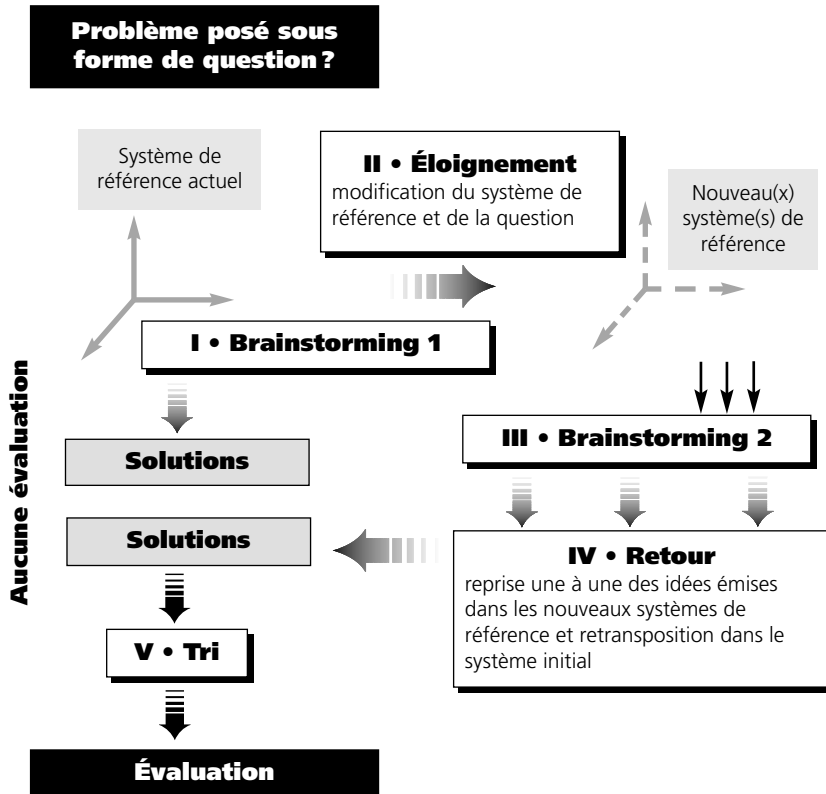 Problème posé sous
forme de question ?
Système de
référence actuel
II • Éloignement
modification du système de
référence et de la question
Nouveau(x)
système(s) de
référence
I • Brainstorming 1
Aucune évaluation
Solutions
III • Brainstorming 2
Solutions
IV • Retour
reprise une à une des idées émises
dans les nouveaux systèmes de
référence et retransposition dans le
système initial
V • Tri
Évaluation